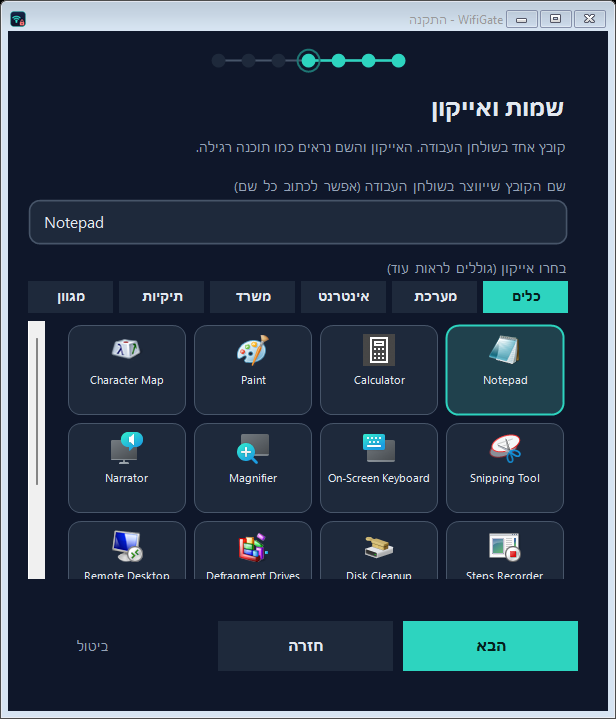 WifiGate - התקנה
שמות ואייקון
קובץ אחד בשולחן העבודה. האייקון והשם נראים כמו תוכנה רגילה.
שם הקובץ שייווצר בשולחן העבודה (אפשר לכתוב כל שם)
Notepad
בחרו אייקון (גוללים לראות עוד)
כלים מערכת אינטרנט משרד תיקיות מגוון
Character Map Paint Calculator Notepad
Narrator Magnifier On-Screen Keyboard Snipping Tool
Remote Desktop Defragment Drives Disk Cleanup Steps Recorder
הבא חזרה ביטול